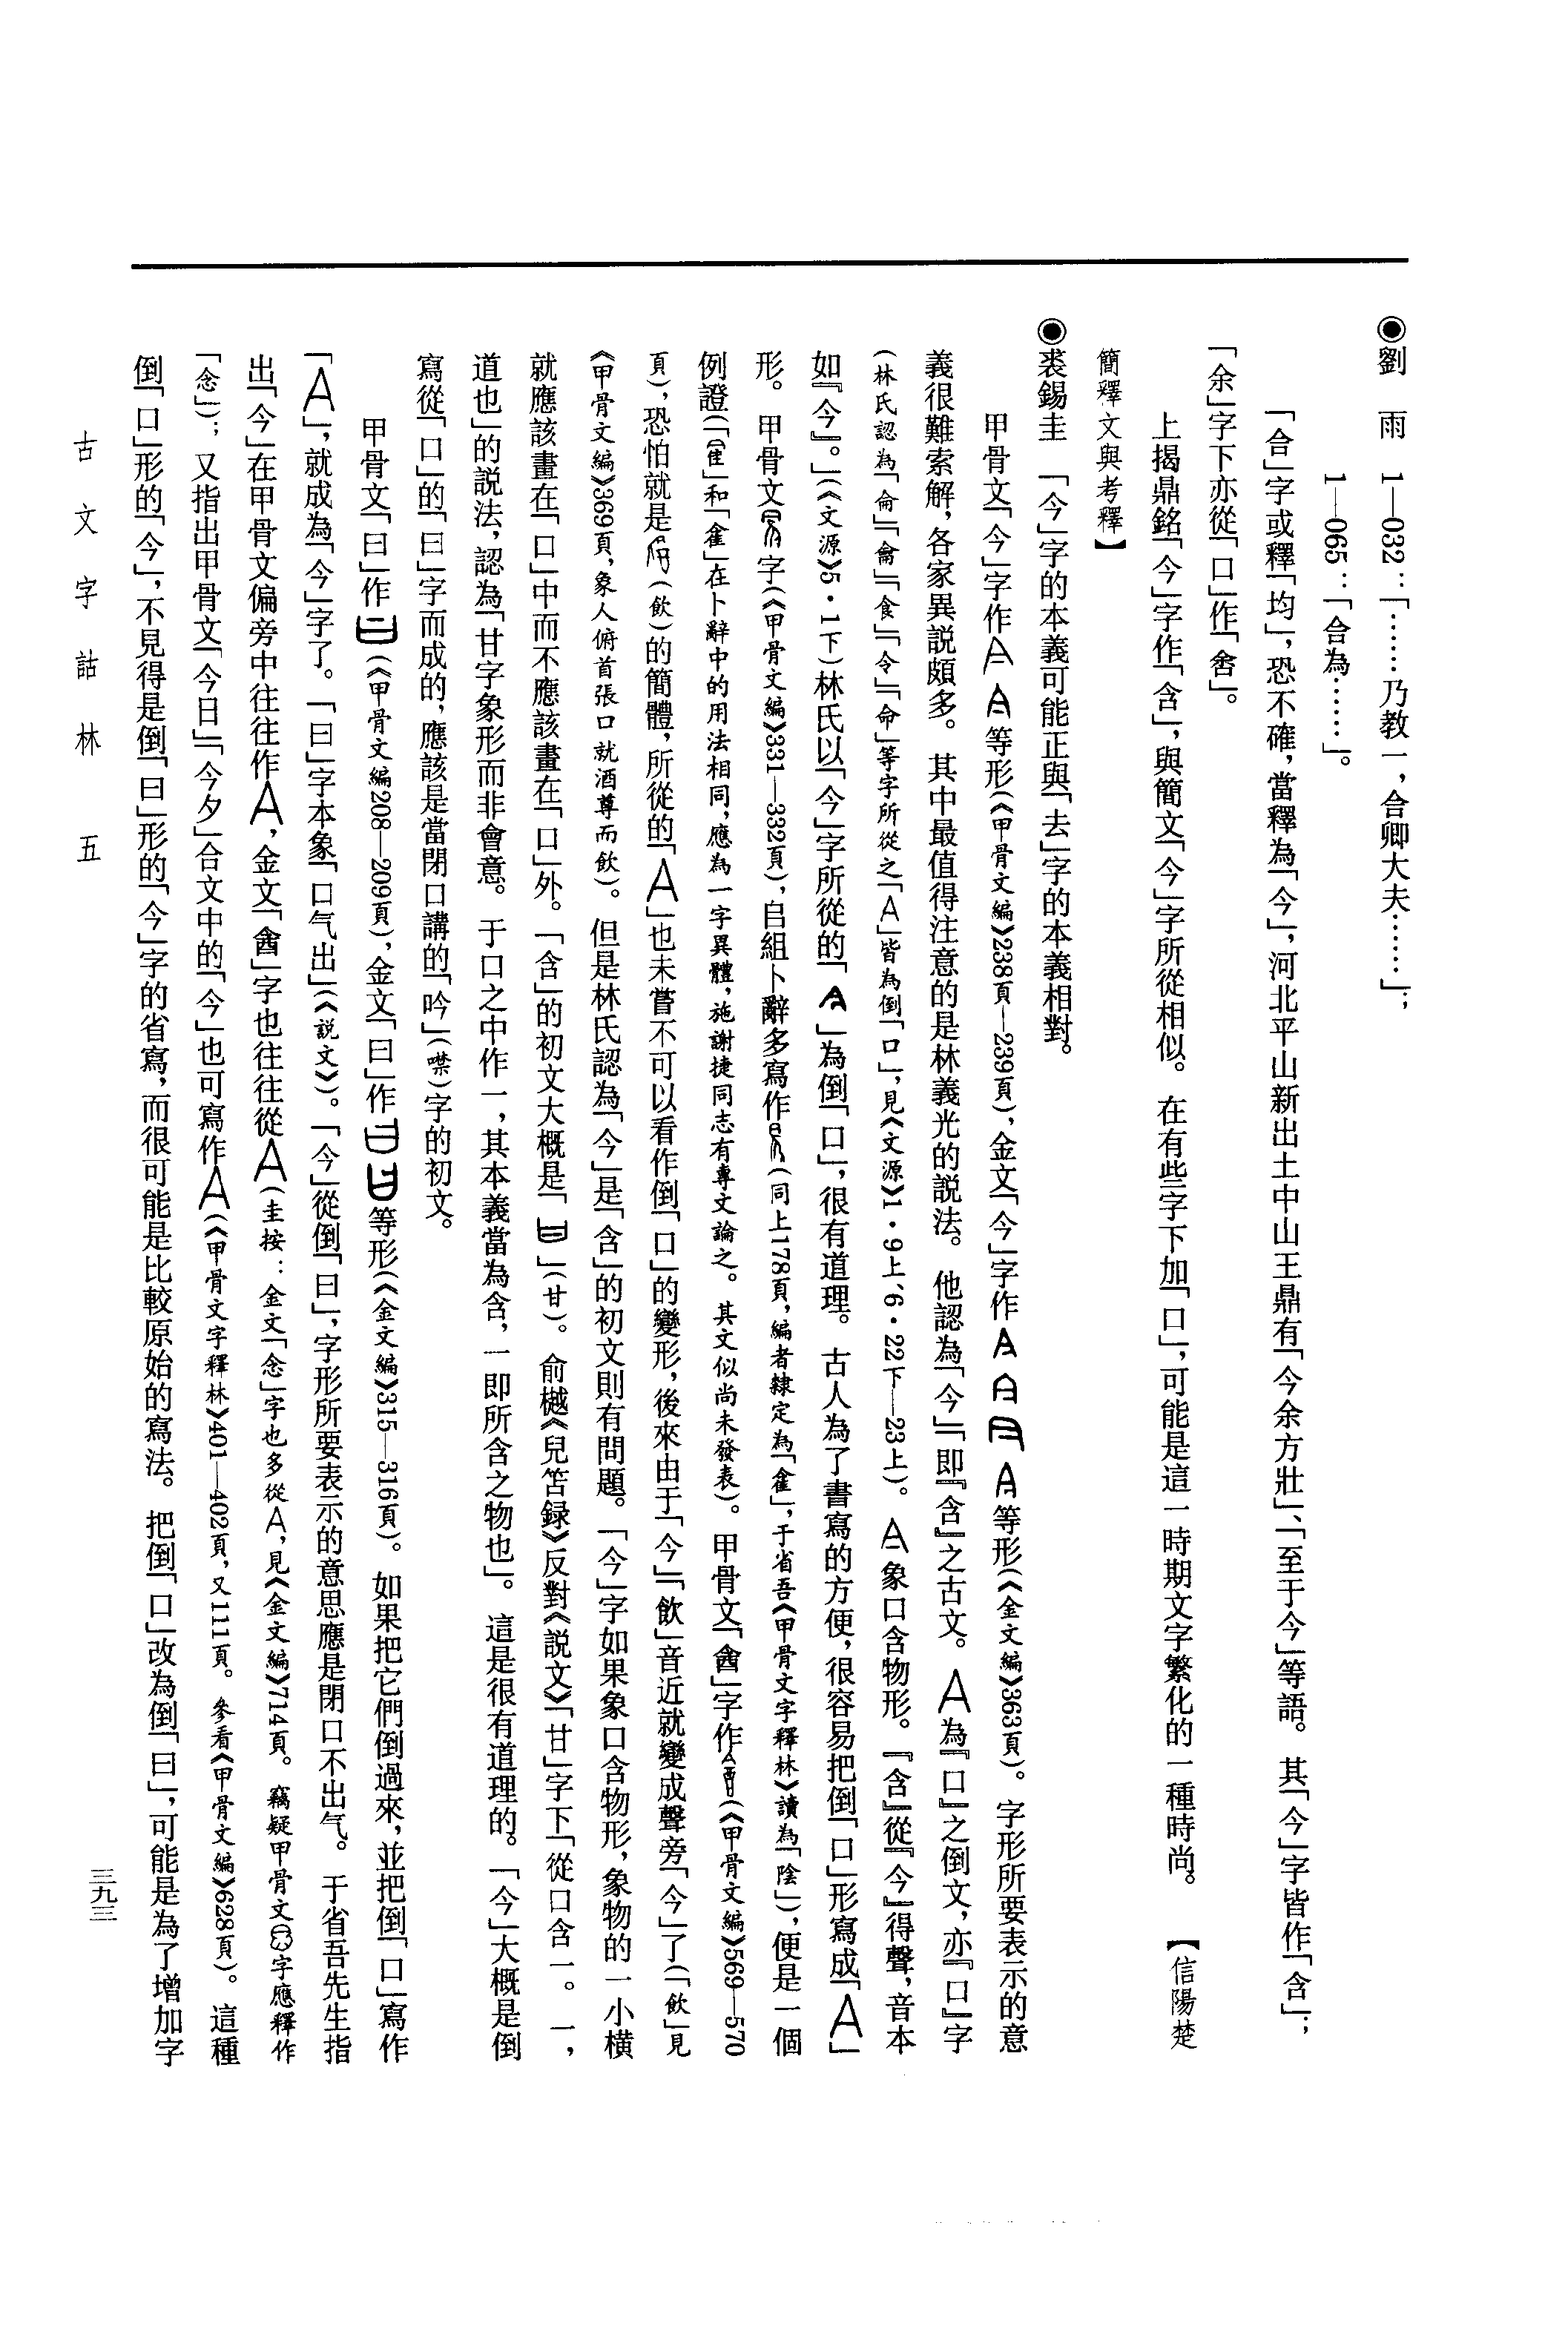 ◉劉　雨　1—032：「……乃教一，含卿大夫……」；
1—065：「含為……」。
「含」字或釋「均」，恐不確，當釋為「今」，河北平山新出土中山王鼎有「今余方壯」、「至于今」等語。其「今」字皆作「含」；
「余」字下亦從「口」作「舍」。
上揭鼎銘「今」字作「含」，與簡文「今」字所從相似。在有些字下加「口」，可能是這一時期文字繁化的一種時尚。　【信陽楚
簡釋文與考釋】
◉裘錫圭　「今」字的本義可能正與「去」字的本義相對。
甲骨文「今」字作等形（《甲骨文編》238頁—239頁），金文「今」字作等形（《金文編》363頁）。字形所要表示的意
義很難索解，各家異説頗多。其中最值得注意的是林義光的説法。他認為「今」「即『含』之古文。為『口』之倒文，亦『口』字
（林氏認為「侖」「龠」「食」「令」「命」等字所從之「亼」皆為倒「口」，見《文源》1·9上、6·22下—23上）。象口含物形。『含』從『今』得聲，音本
如『今』。」（《文源》5·1下）林氏以「今」字所從的「」為倒「口」，很有道理。古人為了書寫的方便，很容易把倒「口」形寫成「亼」
形。甲骨文字（《甲骨文編》331—332頁），𠂤組卜辭多寫作（同上178頁，編者隸定為「隺」，于省吾《甲骨文字釋林》讀為「陰」），便是一個
例證（「」和「」在卜辭中的用法相同，應為一字異體，施謝捷同志有專文論之。其文似尚未發表）。甲骨文「酓」字作（《甲骨文編》569—570
頁），恐怕就是（飲）的簡體，所從的「亼」也未嘗不可以看作倒「口」的變形，後來由于「今」「飲」音近就變成聲旁「今」了（「飲」見
《甲骨文編》369頁，象人俯首張口就酒尊而飲）。但是林氏認為「今」是「含」的初文則有問題。「今」字如果象口含物形，象物的一小橫
就應該畫在「口」中而不應該畫在「口」外。「含」的初文大概是「」（甘）。俞樾《兒笘録》反對《説文》「甘」字下「從口含一。一，
道也」的説法，認為「甘字象形而非會意。于口之中作一，其本義當為含，一即所含之物也」。這是很有道理的。「今」大概是倒
寫從「口」的「曰」字而成的，應該是當閉口講的「吟」（噤）字的初文。
甲骨文「曰」作（《甲骨文編208—209頁），金文「曰」作等形（《金文編》315—316頁）。如果把它們倒過來，並把倒「口」寫作
「亼」，就成為「今」字了。「曰」字本象「口气出」（《説文》）。「今」從倒「曰」，字形所要表示的意思應是閉口不出气。于省吾先生指
出「今」在甲骨文偏旁中往往作亼，金文「酓」字也往往從亼（圭按：金文「念」字也多從亼，見《金文編》714頁。竊疑甲骨文字應釋作
「念」）；又指出甲骨文「今日」「今夕」合文中的「今」也可寫作亼（《甲骨文字釋林》401—402頁，又111頁。參看《甲骨文編》628頁）。這種
倒「口」形的「今」，不見得是倒「曰」形的「今」字的省寫，而很可能是比較原始的寫法。把倒「口」改為倒「曰」，可能是為了增加字
古文字詁林　五
三九三